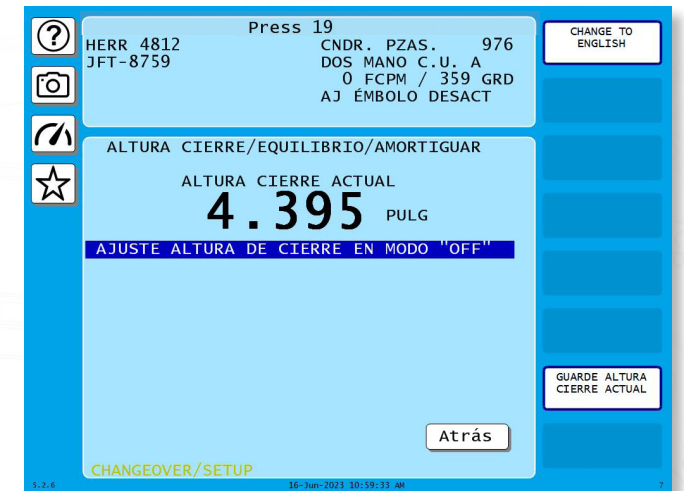 Press 19
HERR 4812
CNDR. PZAS. 976
JFT-8759
DOS MANO C.U. A
0 FCPM / 359 GRD
AJ ÉMBOLO DESACT
CHANGE TO
ENGLISH
ALTURA CIERRE/EQUILIBRIO/AMORTIGUAR
ALTURA CIERRE ACTUAL
4.395 PULG
AJUSTE ALTURA DE CIERRE EN MODO "OFF"
GUARDE ALTURA
CIERRE ACTUAL
Atrás
CHANGEOVER/SETUP
5.2.6
16-Jun-2023 10:59:33 AM
7